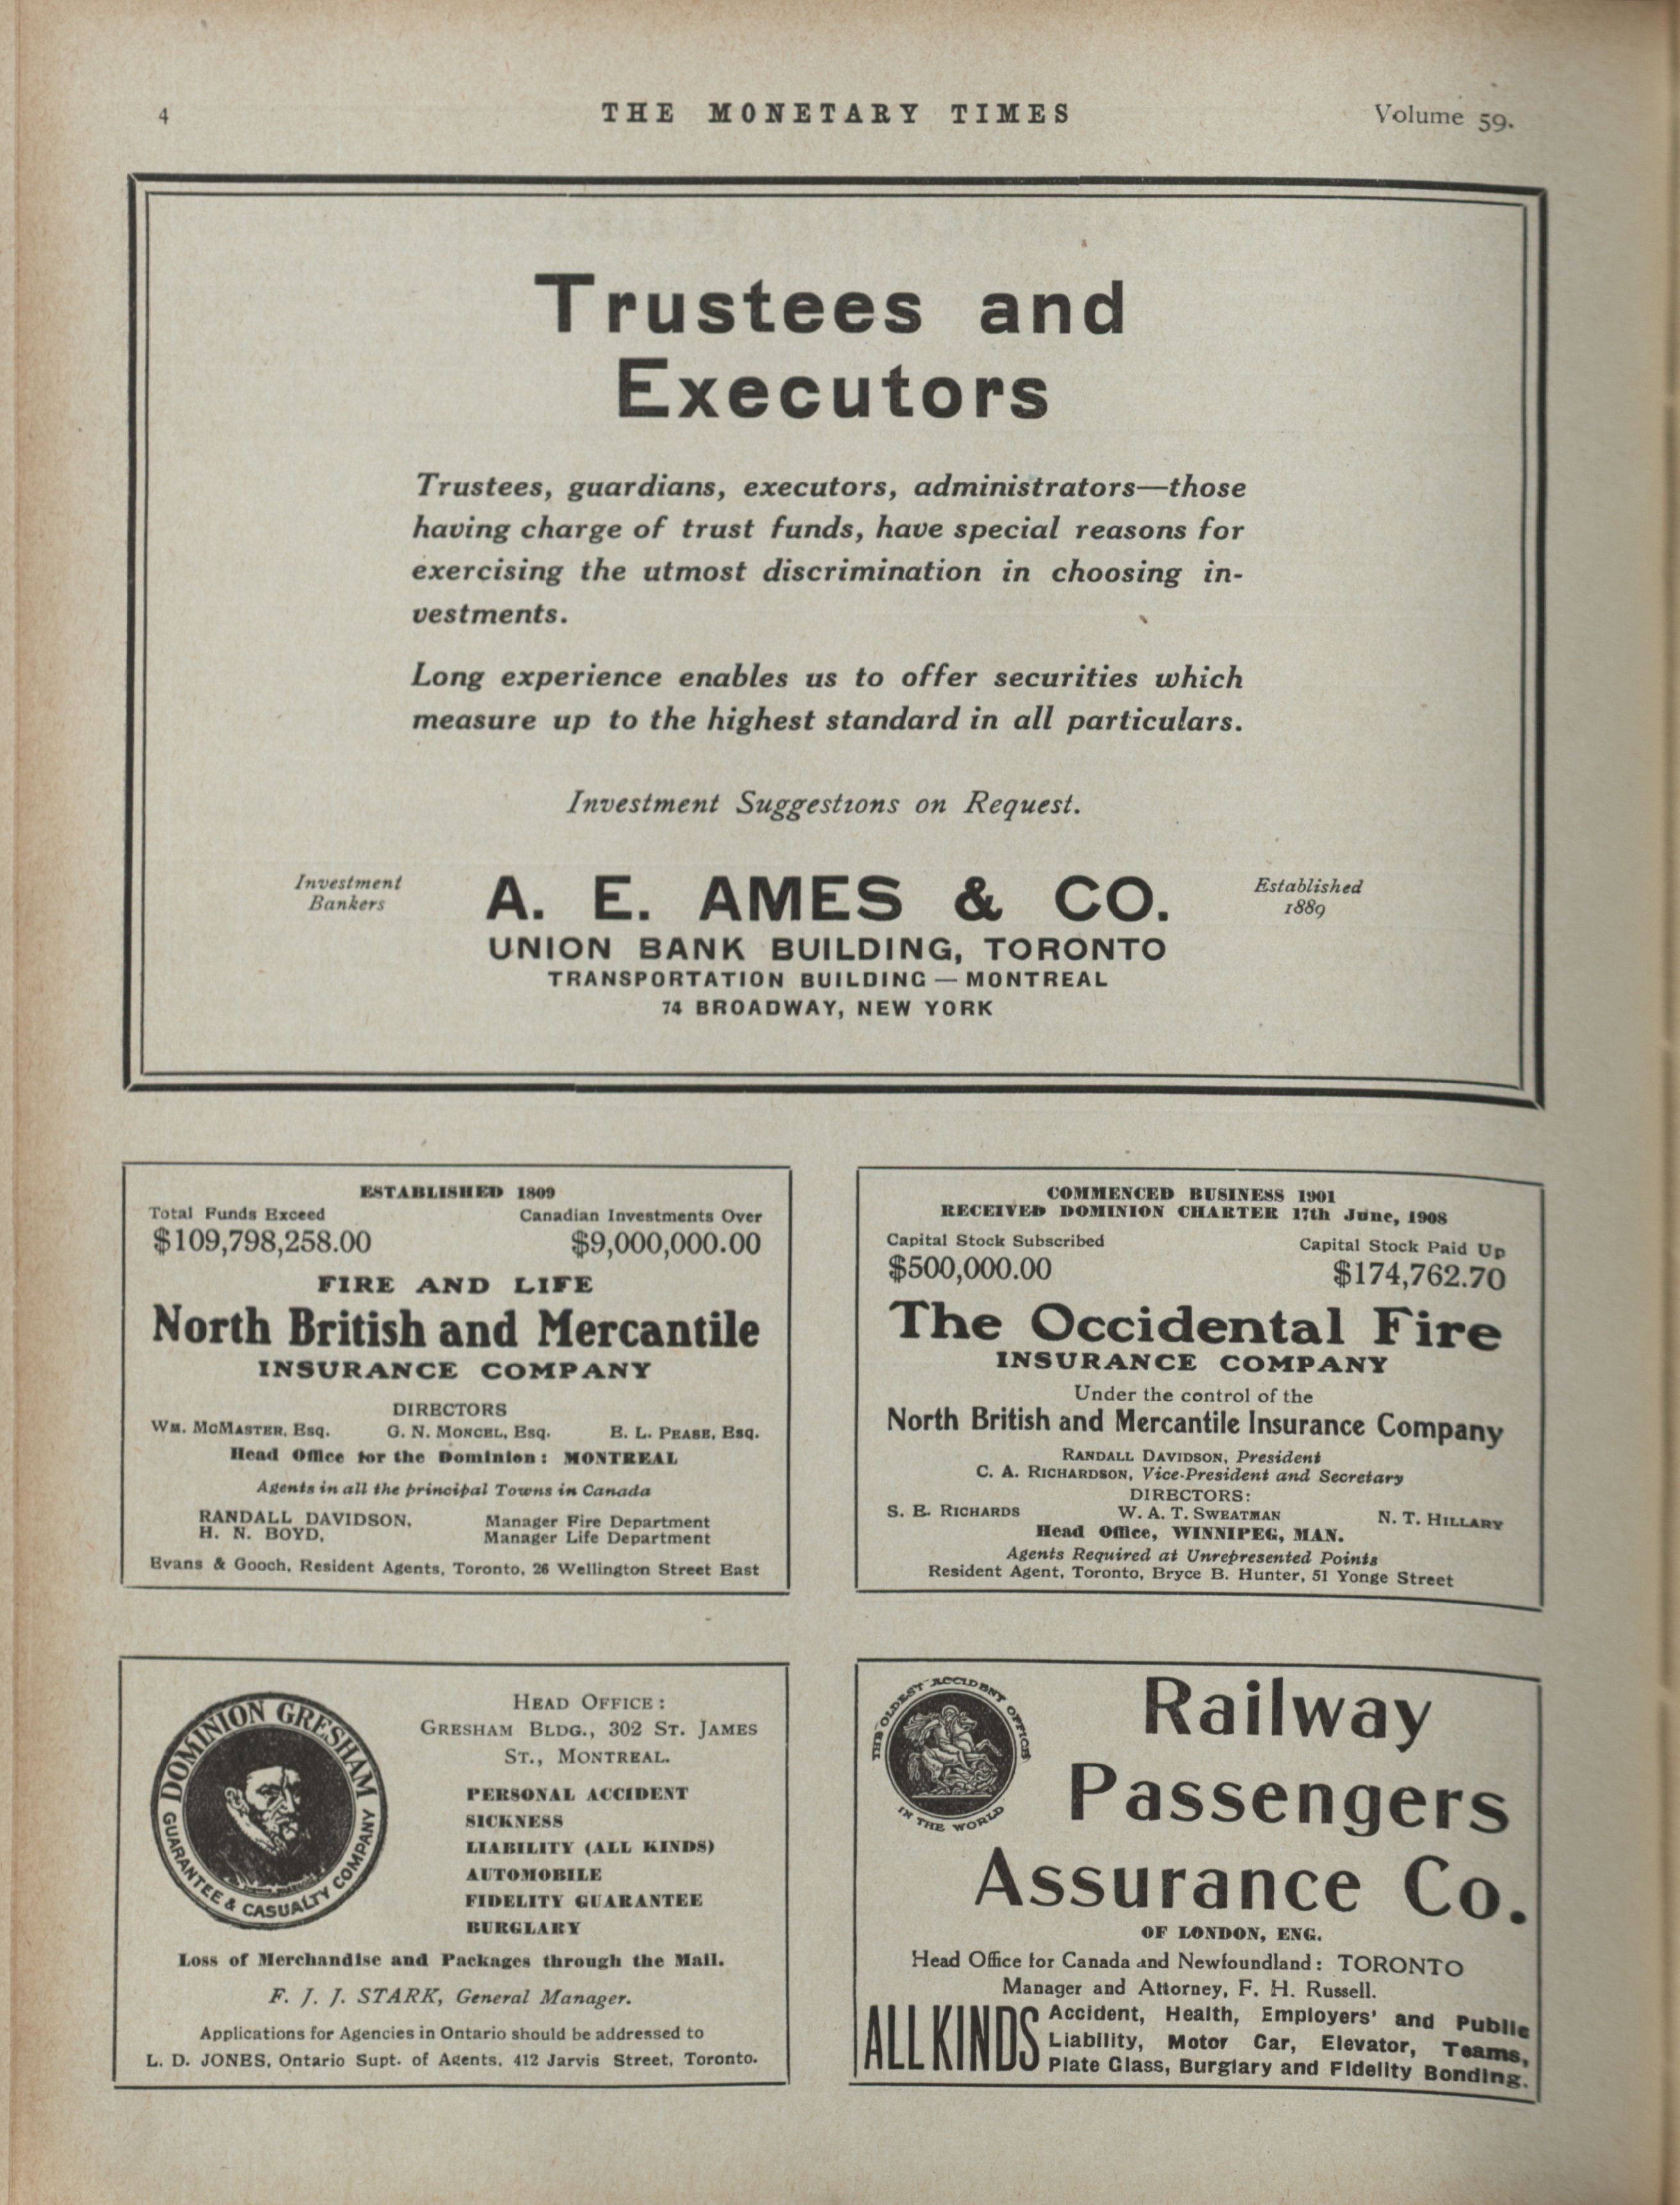 4
THE MONETARY TIMES
Volume 59.
Trustees and
Executors
Trustees, guardians, executors, administrators—those
having charge of trust funds, have special reasons for
exercising the utmost discrimination in choosing in-
vestments.
Long experience enables us to offer securities which
measure up to the highest standard in all particulars.
Investment Suggestions on Request.
Investment
Bankers
A. E. AMES & CO.
Established
1889
UNION BANK BUILDING, TORONTO
TRANSPORTATION BUILDING — MONTREAL
74 BROADWAY, NEW YORK
ESTABLISHED 1809
Total Funds Exceed Canadian Investments Over
$109,798,258.00 $9,000,000.00
FIRE AND LIFE
North British and Mercantile
INSURANCE COMPANY
DIRECTORS
WM. MCMASTER, Esq. G. N. MONCEL, Esq. E. L. PEASE, Esq.
Head Office for the Dominion: MONTREAL
Agents in all the principal Towns in Canada
RANDALL DAVIDSON, Manager Fire Department
H. N. BOYD, Manager Life Department
Evans & Gooch, Resident Agents, Toronto, 26 Wellington Street East
COMMENCED BUSINESS 1901
RECEIVED DOMINION CHARTER 17th June, 1908
Capital Stock Subscribed Capital Stock Paid Up
$500,000.00 $174,762.70
The Occidental Fire
INSURANCE COMPANY
Under the control of the
North British and Mercantile Insurance Company
RANDALL DAVIDSON, President
C. A. RICHARDSON, Vice-President and Secretary
DIRECTORS:
S. E. RICHARDS W. A. T. SWEATMAN N. T. HILLARY
Head Office, WINNIPEG, MAN.
Agents Required at Unrepresented Points
Resident Agent, Toronto, Bryce B. Hunter, 51 Yonge Street
DOMINION GRESHAM
GUARANTEE & CASUALTY COMPANY
HEAD OFFICE:
GRESHAM BLDG., 302 ST. JAMES
ST., MONTREAL.
PERSONAL ACCIDENT
SICKNESS
LIABILITY (ALL KINDS)
AUTOMOBILE
FIDELITY GUARANTEE
BURGLARY
Loss of Merchandise and Packages through the Mail.
F. J. J. STARK, General Manager.
Applications for Agencies in Ontario should be addressed to
L. D. JONES, Ontario Supt. of Agents, 412 Jarvis Street, Toronto.
THE OLDEST ACCIDENT OFFICE
IN THE WORLD
Railway
Passengers
Assurance Co.
OF LONDON, ENG.
Head Office for Canada and Newfoundland: TORONTO
Manager and Attorney, F. H. Russell.
ALL KINDS
Accident, Health, Employers' and Public
Liability, Motor Car, Elevator, Teams,
Plate Glass, Burglary and Fidelity Bonding.